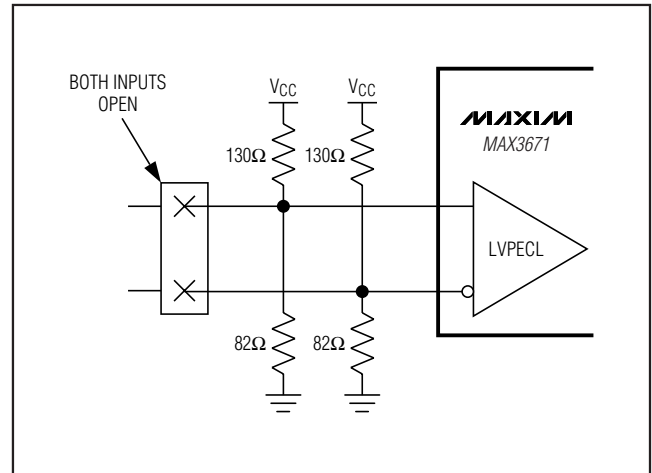 BOTH INPUTS
OPEN
VCC
VCC
MAXIM
MAX3671
130Ω
130Ω
LVPECL
82Ω
82Ω